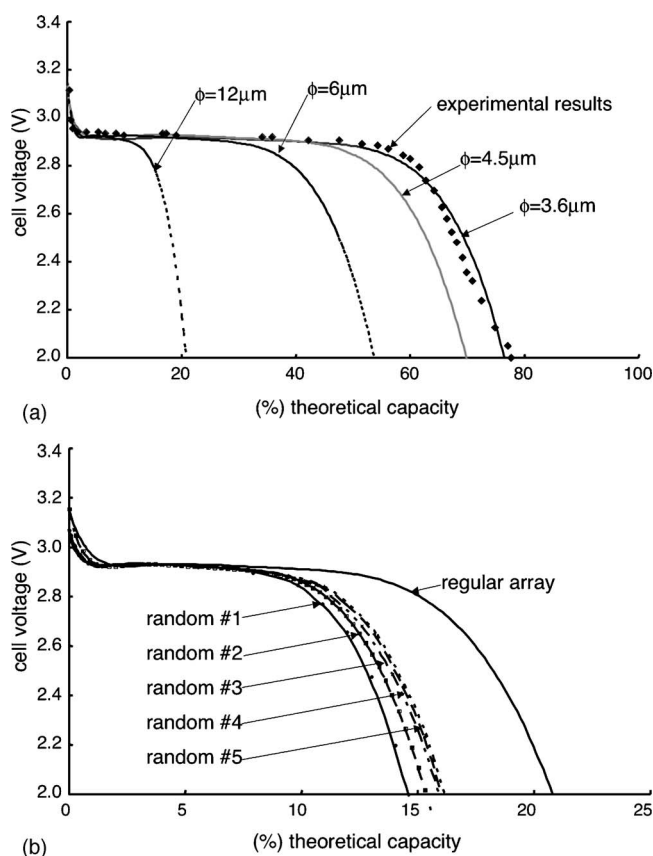 3.4
3.2
3.0
2.8
2.6
2.4
2.2
2.0
cell voltage (V)
ϕ=12μm
ϕ=6μm
experimental results
ϕ=4.5μm
ϕ=3.6μm
0 20 40 60 80 100
(a) (%) theoretical capacity
3.4
3.2
3.0
2.8
2.6
2.4
2.2
2.0
cell voltage (V)
regular array
random #1
random #2
random #3
random #4
random #5
0 5 10 15 20 25
(b) (%) theoretical capacity